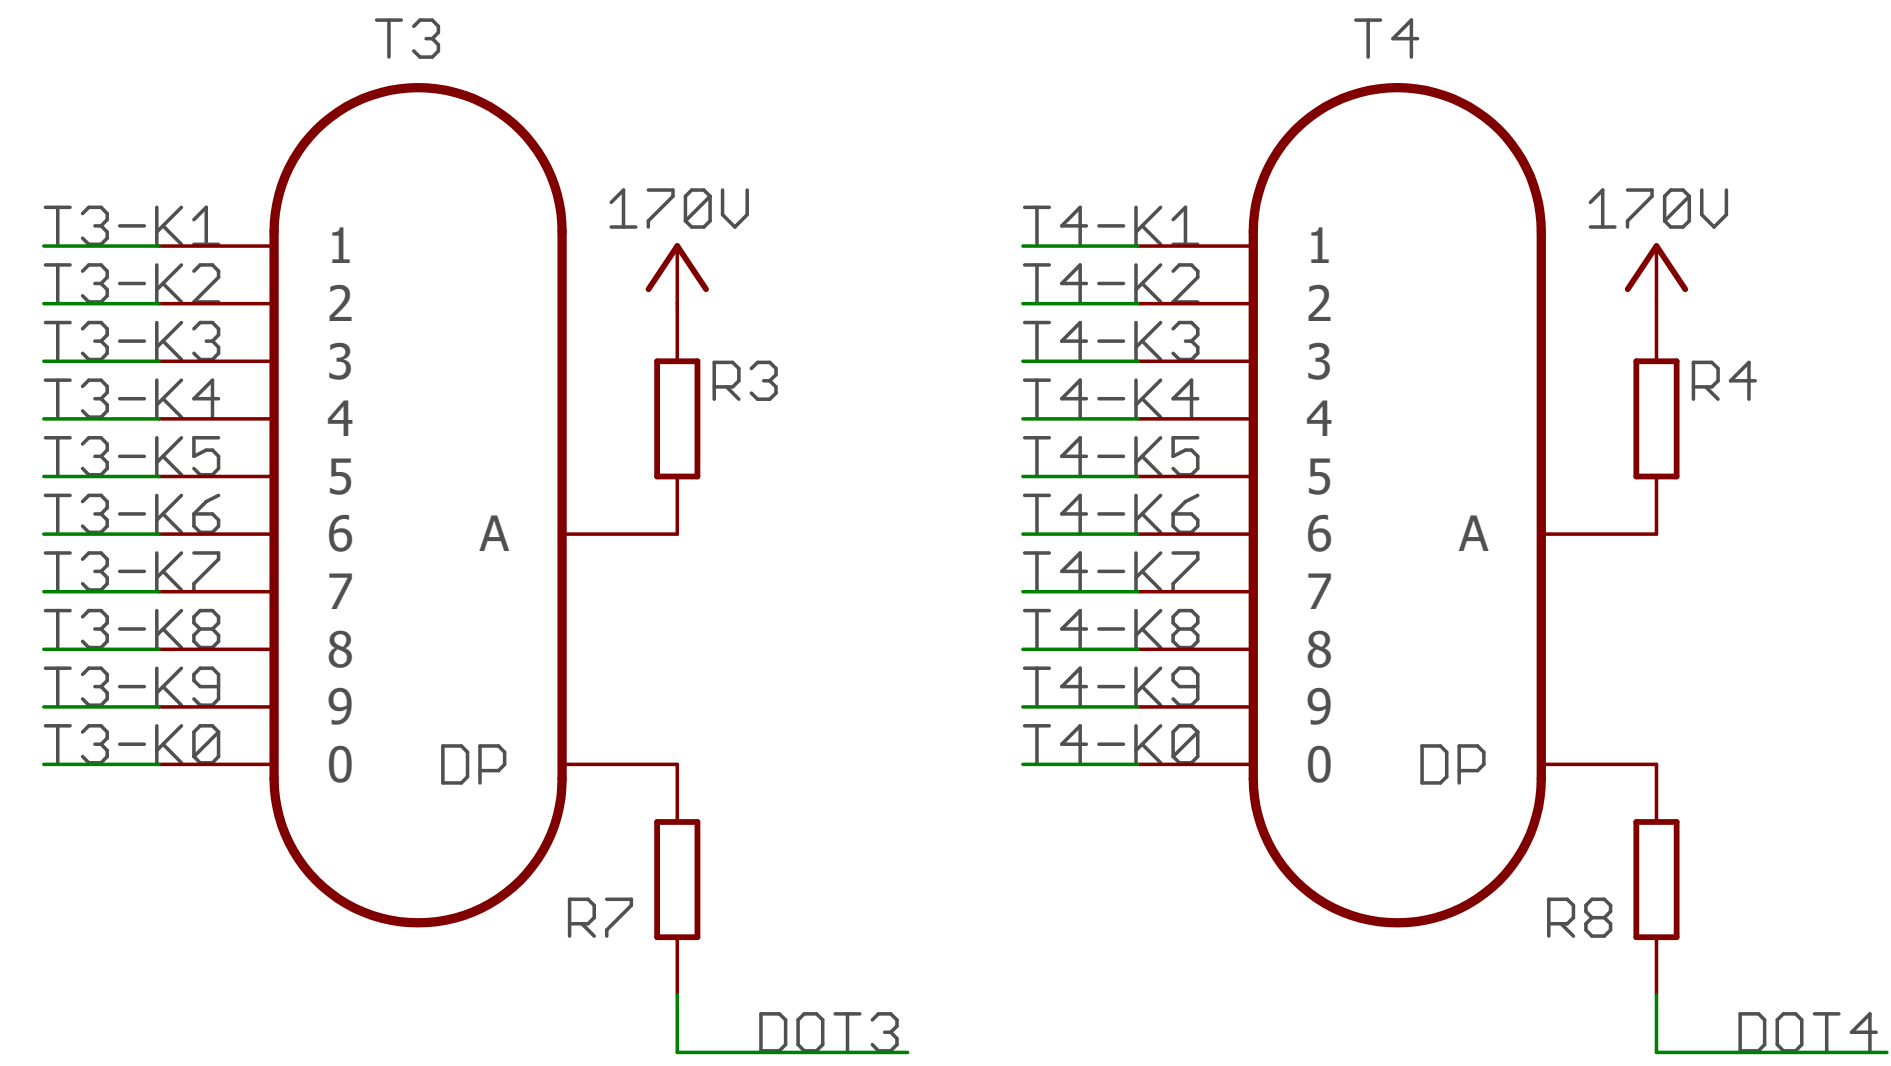 T3
170V
T3-K1 1
T3-K2 2
T3-K3 3
R3
T3-K4 4
T3-K5 5
T3-K6 6 A
T3-K7 7
T3-K8 8
T3-K9 9
T3-K0 0 DP
R7
DOT3
T4
170V
T4-K1 1
T4-K2 2
T4-K3 3
R4
T4-K4 4
T4-K5 5
T4-K6 6 A
T4-K7 7
T4-K8 8
T4-K9 9
T4-K0 0 DP
R8
DOT4